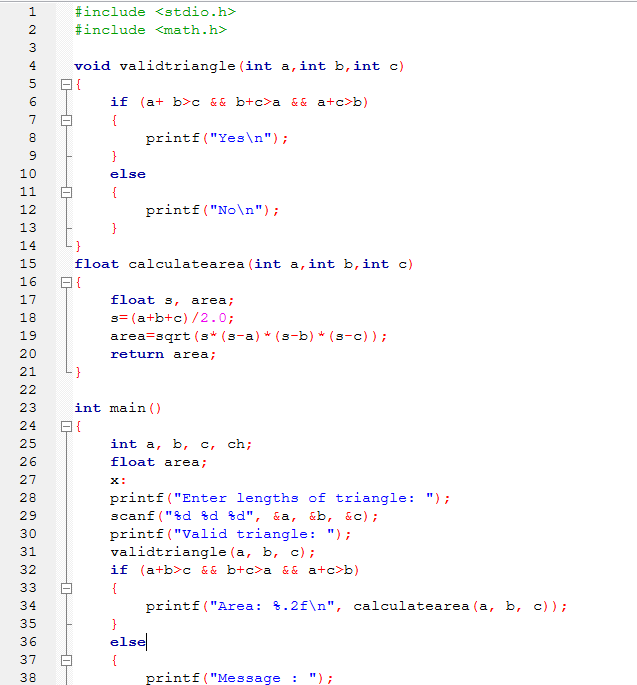 1 #include <stdio.h>
2 #include <math.h>
3
4 void validtriangle(int a,int b,int c)
5 {
6 if (a+ b>c && b+c>a && a+c>b)
7 {
8 printf("Yes\n");
9 }
10 else
11 {
12 printf("No\n");
13 }
14 }
15 float calculatearea(int a,int b,int c)
16 {
17 float s, area;
18 s=(a+b+c)/2.0;
19 area=sqrt(s*(s-a)*(s-b)*(s-c));
20 return area;
21 }
22
23 int main()
24 {
25 int a, b, c, ch;
26 float area;
27 x:
28 printf("Enter lengths of triangle: ");
29 scanf("%d %d %d", &a, &b, &c);
30 printf("Valid triangle: ");
31 validtriangle(a, b, c);
32 if (a+b>c && b+c>a && a+c>b)
33 {
34 printf("Area: %.2f\n", calculatearea(a, b, c));
35 }
36 else
37 {
38 printf("Message : ");